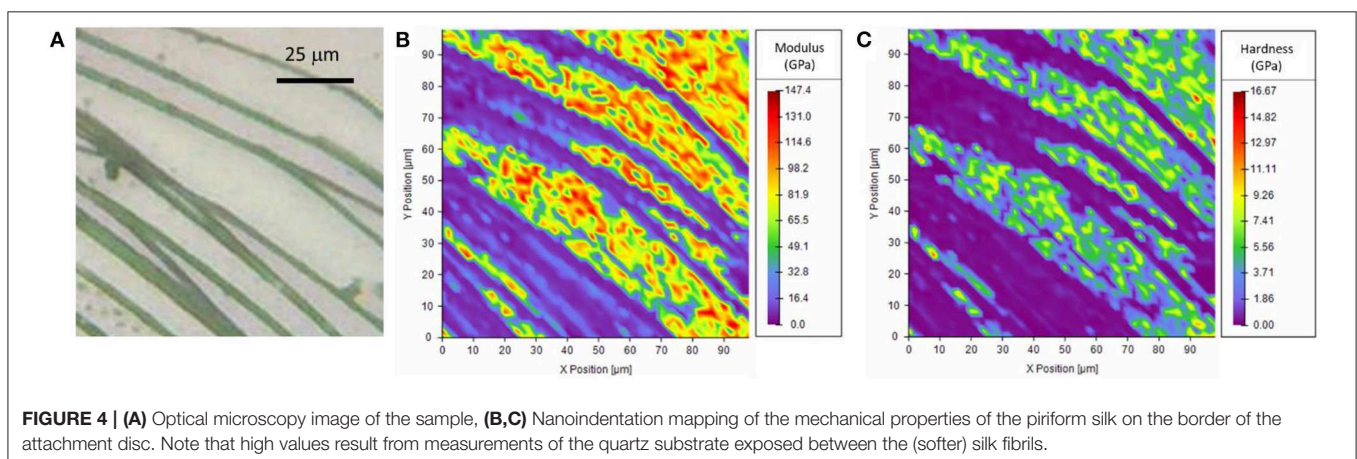 A
25 μm
B
Y Position [μm]
90
80
70
60
50
40
30
20
10
0
0 10 20 30 40 50 60 70 80 90
X Position [μm]
Modulus
(GPa)
147.4
131.0
114.6
98.2
81.9
65.5
49.1
32.8
16.4
0.0
C
Y Position [μm]
90
80
70
60
50
40
30
20
10
0
0 10 20 30 40 50 60 70 80 90
X Position [μm]
Hardness
(GPa)
16.67
14.82
12.97
11.11
9.26
7.41
5.56
3.71
1.86
0.00
FIGURE 4 | (A) Optical microscopy image of the sample, (B,C) Nanoindentation mapping of the mechanical properties of the piriform silk on the border of the
attachment disc. Note that high values result from measurements of the quartz substrate exposed between the (softer) silk fibrils.